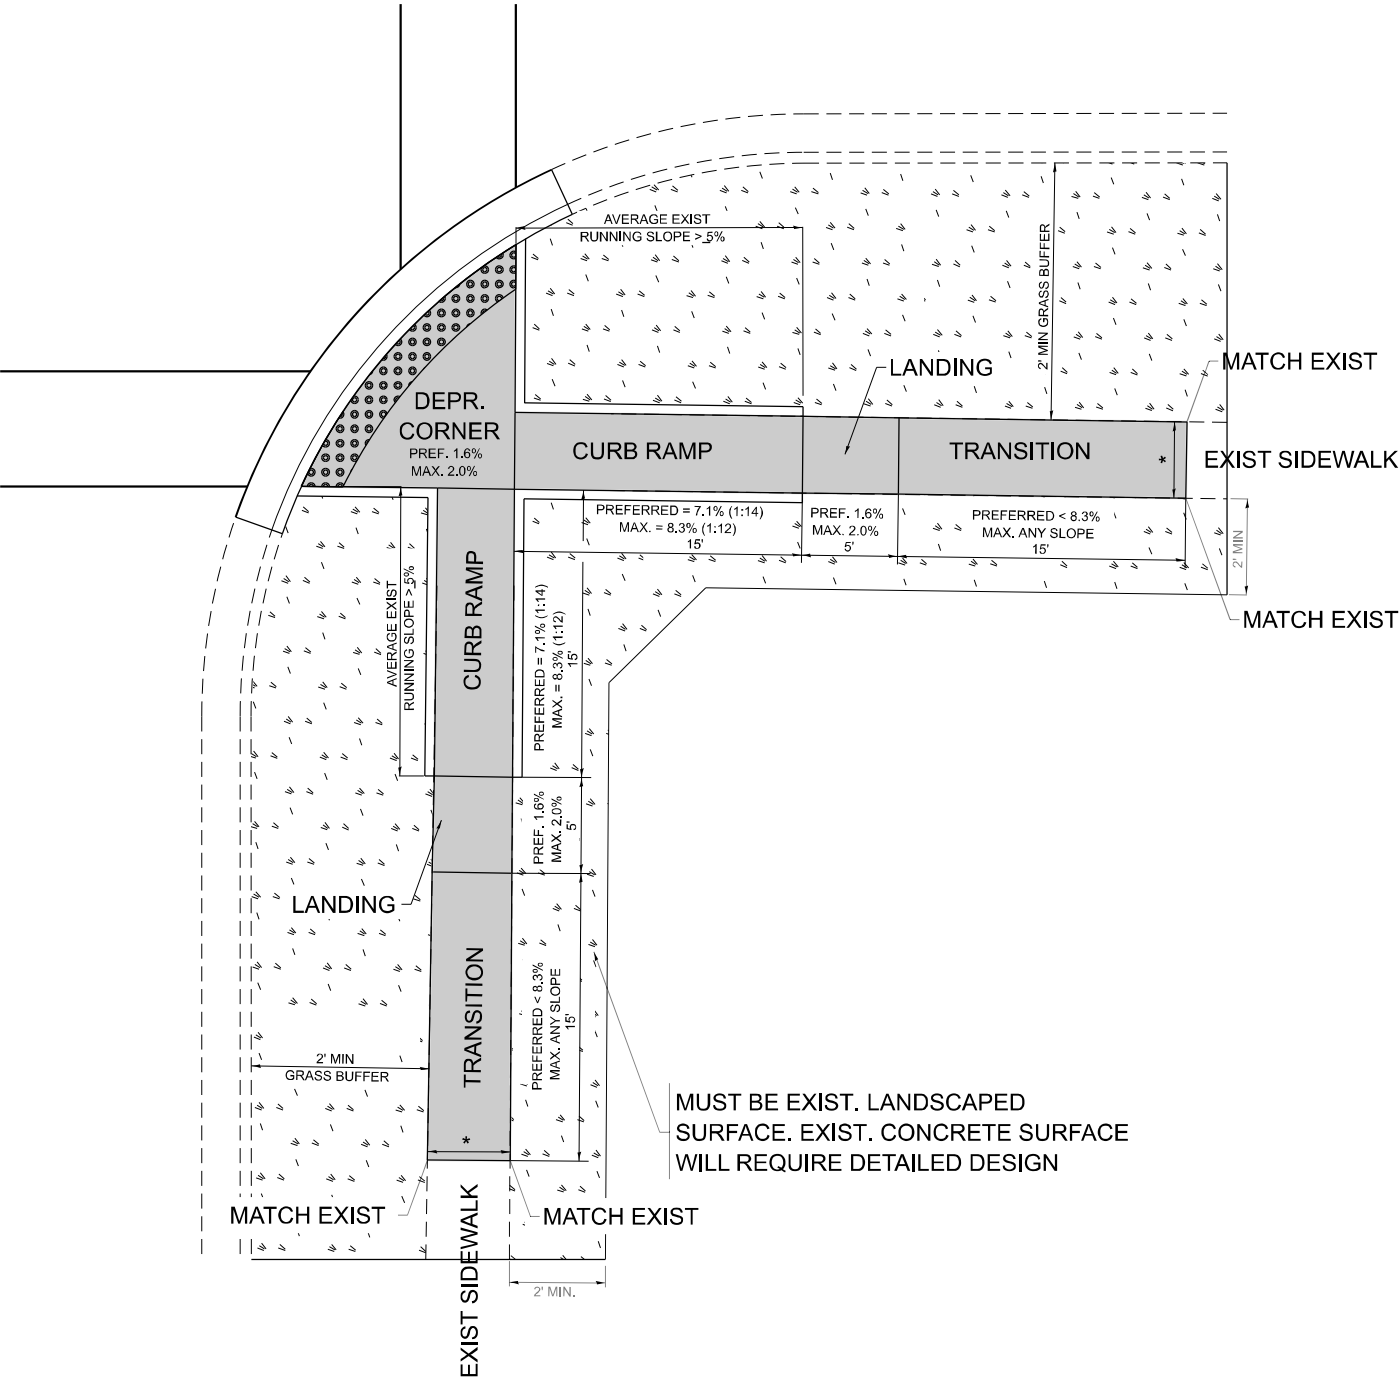 AVERAGE EXIST
RUNNING SLOPE > 5%
2' MIN GRASS BUFFER
LANDING
MATCH EXIST
DEPR.
CORNER
PREF. 1.6%
MAX. 2.0%
CURB RAMP
TRANSITION
*
EXIST SIDEWALK
PREFERRED = 7.1% (1:14)
MAX. = 8.3% (1:12)
15'
PREF. 1.6%
MAX. 2.0%
5'
PREFERRED < 8.3%
MAX. ANY SLOPE
15'
2' MIN
MATCH EXIST
AVERAGE EXIST
RUNNING SLOPE > 5%
CURB RAMP
PREFERRED = 7.1% (1:14)
MAX. = 8.3% (1:12)
15'
PREF. 1.6%
MAX. 2.0%
5'
LANDING
TRANSITION
PREFERRED < 8.3%
MAX. ANY SLOPE
15'
2' MIN
GRASS BUFFER
*
MUST BE EXIST. LANDSCAPED
SURFACE. EXIST. CONCRETE SURFACE
WILL REQUIRE DETAILED DESIGN
MATCH EXIST
MATCH EXIST
EXIST SIDEWALK
2' MIN.